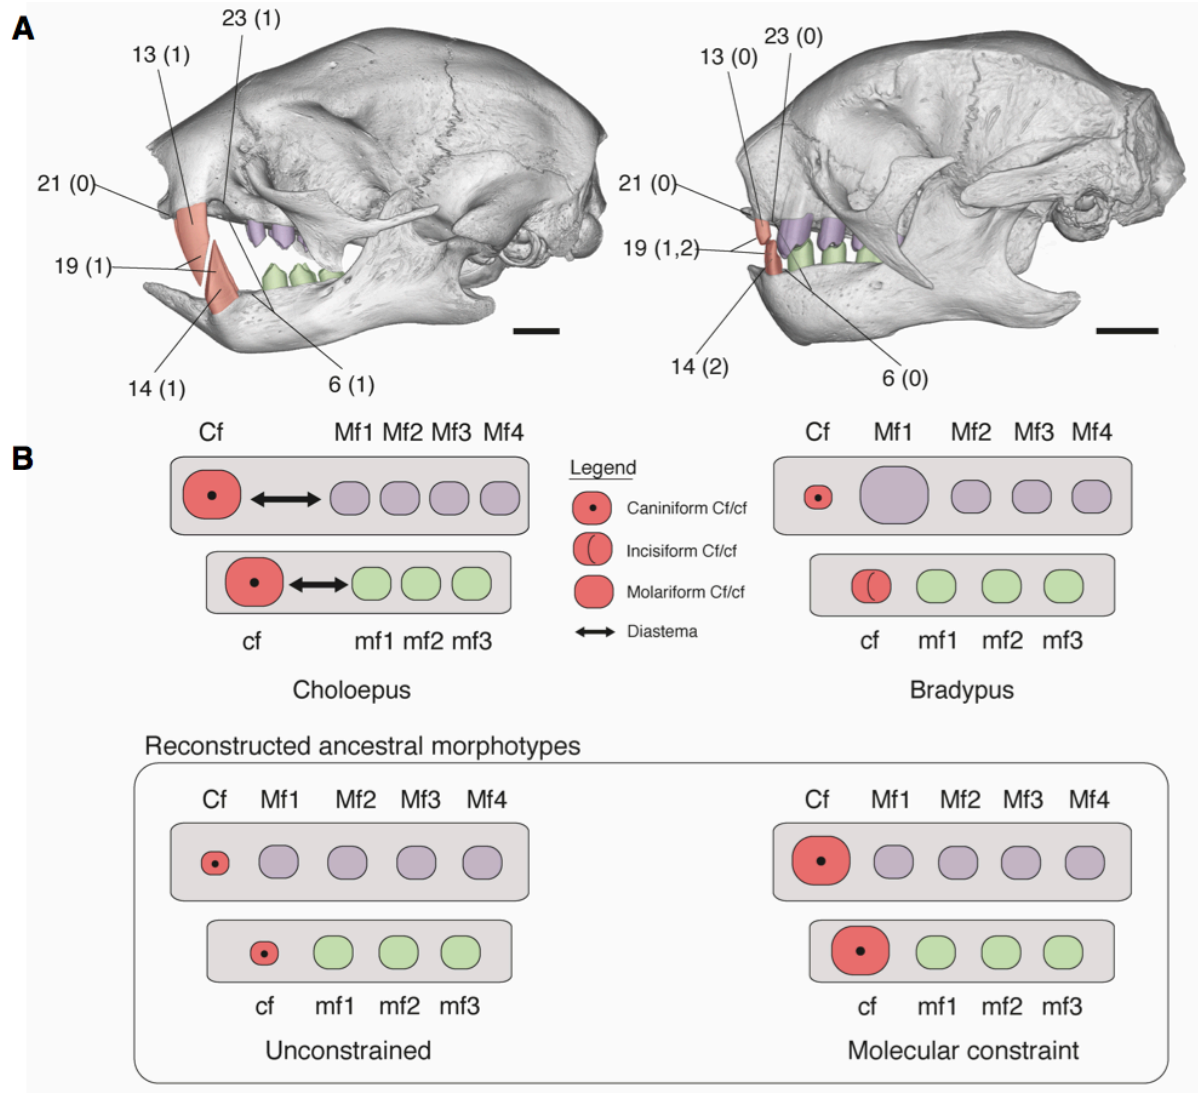 A
23 (1)
13 (1)
21 (0)
19 (1)
14 (1)
6 (1)
23 (0)
13 (0)
21 (0)
19 (1,2)
14 (2)
6 (0)
B
Cf Mf1 Mf2 Mf3 Mf4
cf mf1 mf2 mf3
Choloepus
Legend
Caniniform Cf/cf
Incisiform Cf/cf
Molariform Cf/cf
Diastema
Cf Mf1 Mf2 Mf3 Mf4
cf mf1 mf2 mf3
Bradypus
Reconstructed ancestral morphotypes
Cf Mf1 Mf2 Mf3 Mf4
cf mf1 mf2 mf3
Unconstrained
Cf Mf1 Mf2 Mf3 Mf4
cf mf1 mf2 mf3
Molecular constraint